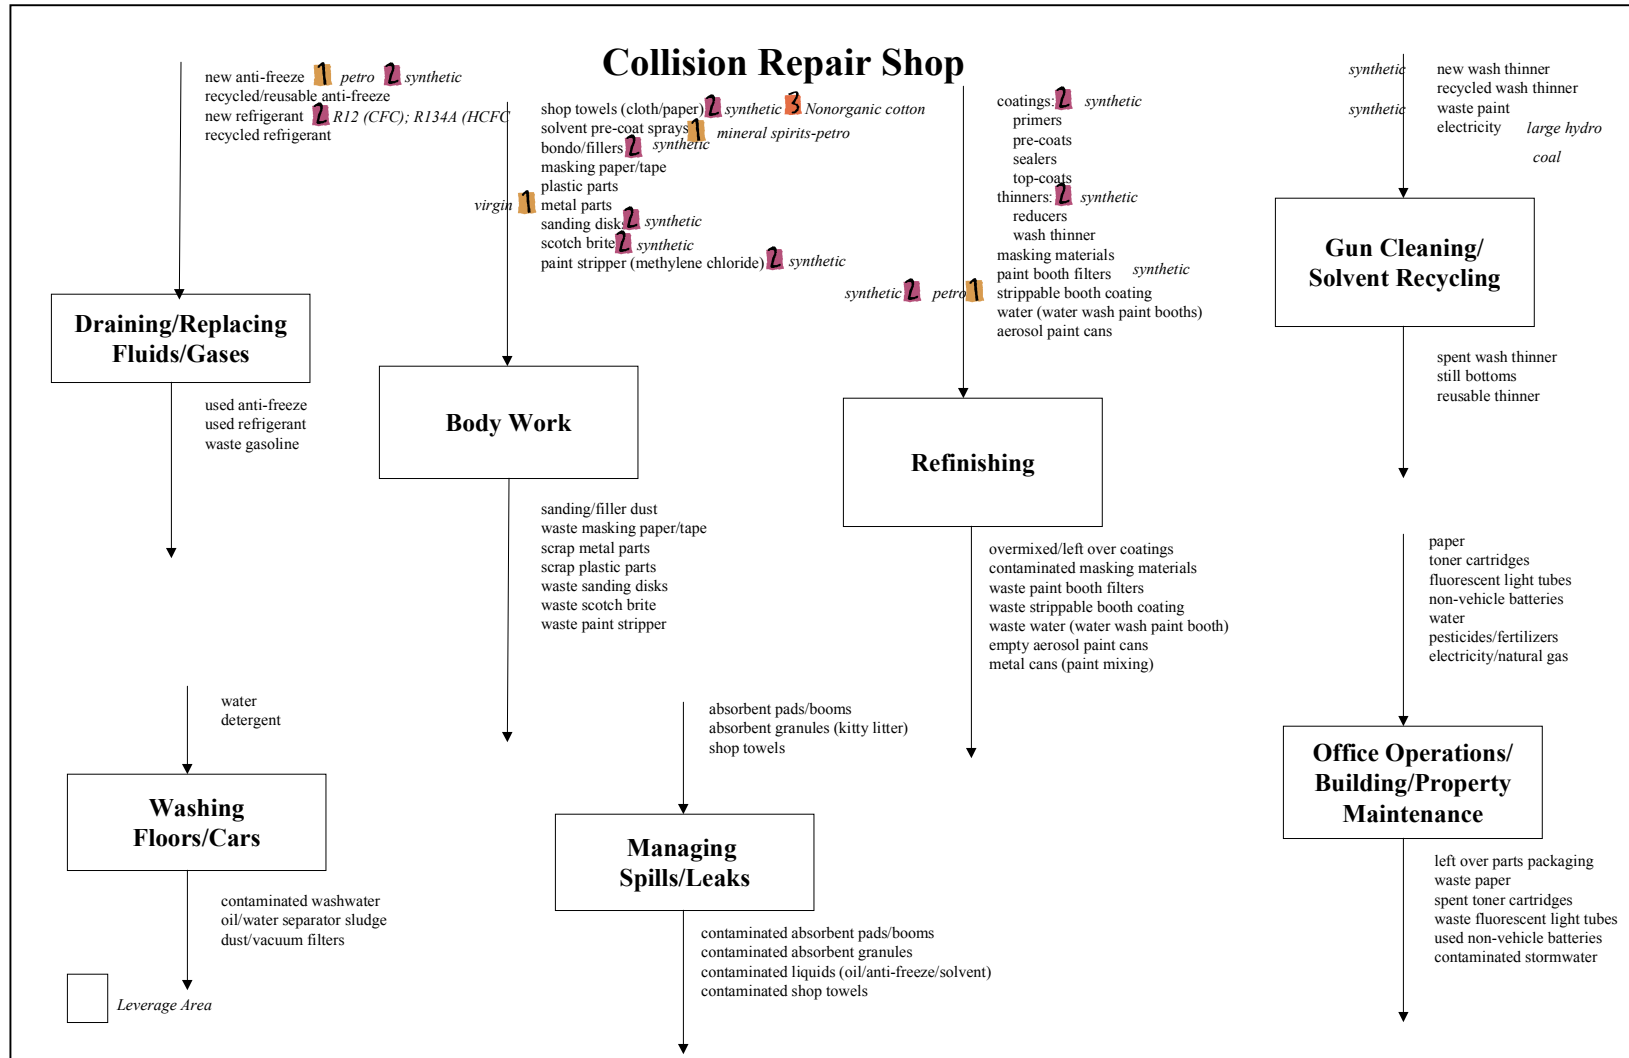 Collision Repair Shop
new anti-freeze 1 petro 2 synthetic
recycled/reusable anti-freeze
new refrigerant 2 R12 (CFC); R134A (HCFC
recycled refrigerant
Draining/Replacing
Fluids/Gases
used anti-freeze
used refrigerant
waste gasoline
shop towels (cloth/paper) 2 synthetic 3 Nonorganic cotton
solvent pre-coat sprays 1 mineral spirits-petro
bondo/fillers 2 synthetic
masking paper/tape
plastic parts
virgin 1 metal parts
sanding disks 2 synthetic
scotch brite 2 synthetic
paint stripper (methylene chloride) 2 synthetic
Body Work
sanding/filler dust
waste masking paper/tape
scrap metal parts
scrap plastic parts
waste sanding disks
waste scotch brite
waste paint stripper
coatings: 2 synthetic
primers
pre-coats
sealers
top-coats
thinners: 2 synthetic
reducers
wash thinner
masking materials
paint booth filters synthetic
synthetic 2 petro 1 strippable booth coating
water (water wash paint booths)
aerosol paint cans
Refinishing
overmixed/left over coatings
contaminated masking materials
waste paint booth filters
waste strippable booth coating
waste water (water wash paint booth)
empty aerosol paint cans
metal cans (paint mixing)
synthetic new wash thinner
recycled wash thinner
synthetic waste paint
electricity large hydro
coal
Gun Cleaning/
Solvent Recycling
spent wash thinner
still bottoms
reusable thinner
water
detergent
Washing
Floors/Cars
contaminated washwater
oil/water separator sludge
dust/vacuum filters
Leverage Area
absorbent pads/booms
absorbent granules (kitty litter)
shop towels
Managing
Spills/Leaks
contaminated absorbent pads/booms
contaminated absorbent granules
contaminated liquids (oil/anti-freeze/solvent)
contaminated shop towels
paper
toner cartridges
fluorescent light tubes
non-vehicle batteries
water
pesticides/fertilizers
electricity/natural gas
Office Operations/
Building/Property
Maintenance
left over parts packaging
waste paper
spent toner cartridges
waste fluorescent light tubes
used non-vehicle batteries
contaminated stormwater